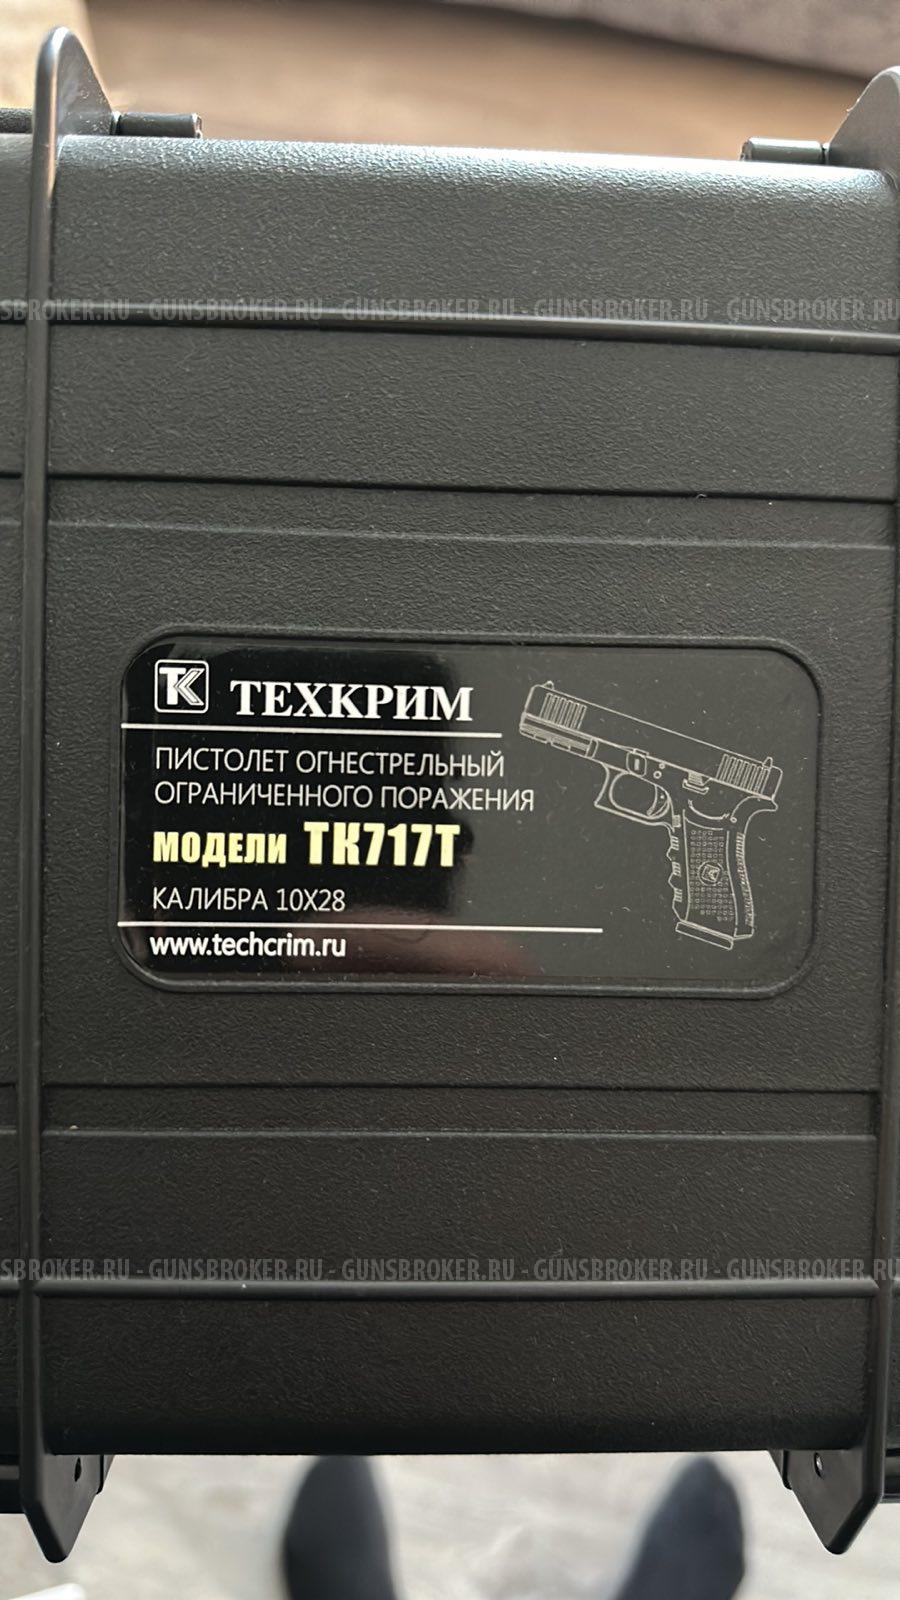 SBROKER.RU - GUNSBROKER.RU - GUNSBROKER.RU - GUNSBROKER.RU - GUNSBROKER.RU
TK ТЕХКРИМ
ПИСТОЛЕТ ОГНЕСТРЕЛЬНЫЙ
ОГРАНИЧЕННОГО ПОРАЖЕНИЯ
МОДЕЛИ ТК717Т
КАЛИБРА 10Х28
www.techcrim.ru
SBROKER.RU - GUNSBROKER.RU - GUNSBROKER.RU - GUNSBROKER.RU - GUNSBROKER.RU